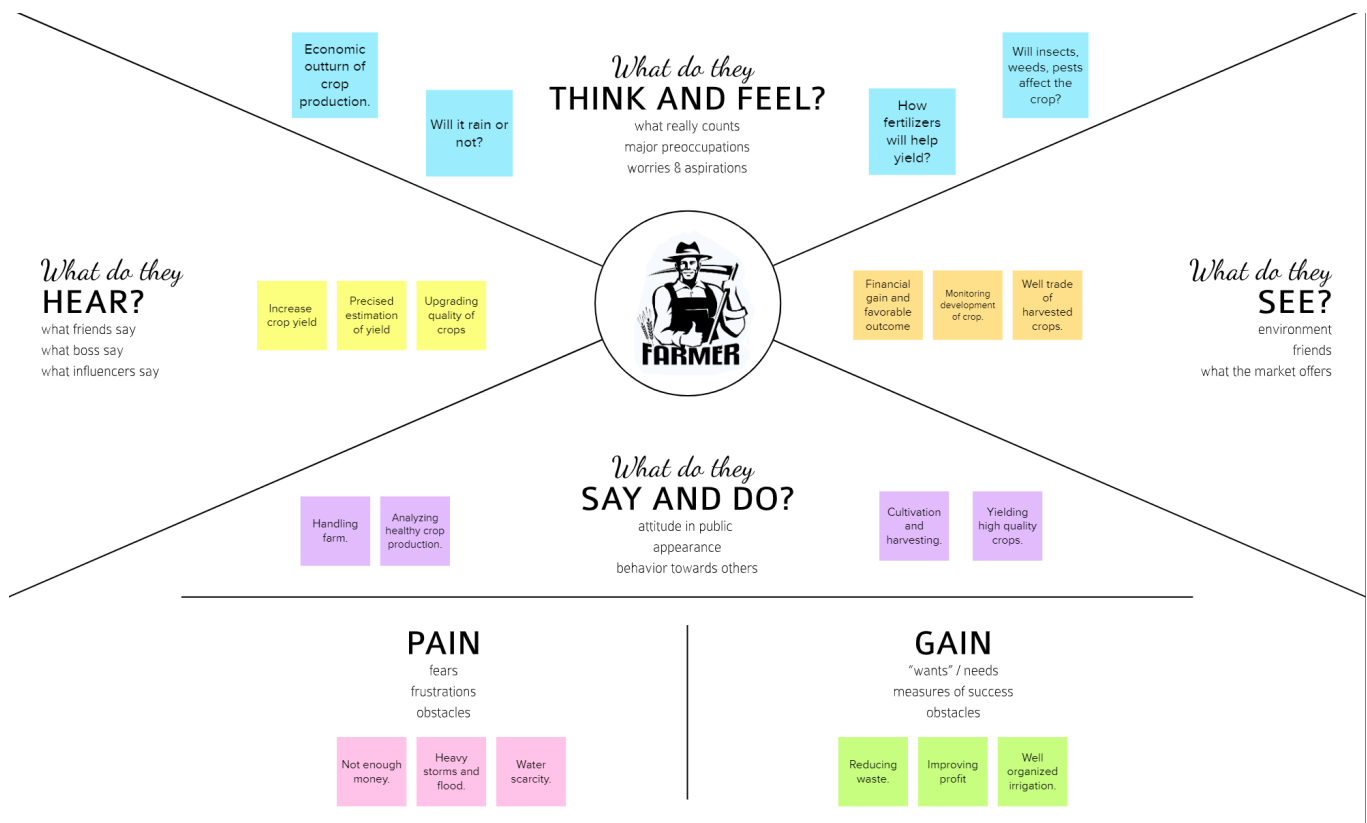 Economic
outturn of
crop
production.
Will it rain or
not?
What do they
THINK AND FEEL?
what really counts
major preoccupations
worries & aspirations
How
fertilizers
will help
yield?
Will insects,
weeds, pests
affect the
crop?
What do they
HEAR?
what friends say
what boss say
what influencers say
Increase
crop yield
Precised
estimation
of yield
Upgrading
quality of
crops
FARMER
Financial
gain and
favorable
outcome
Monitoring
development
of crop.
Well trade
of
harvested
crops.
What do they
SEE?
environment
friends
what the market offers
What do they
SAY AND DO?
attitude in public
appearance
behavior towards others
Handling
farm.
Analyzing
healthy crop
production.
Cultivation
and
harvesting.
Yielding
high quality
crops.
PAIN
fears
frustrations
obstacles
Not enough
money.
Heavy
storms and
flood.
Water
scarcity.
GAIN
"wants" / needs
measures of success
obstacles
Reducing
waste.
Improving
profit
Well
organized
irrigation.